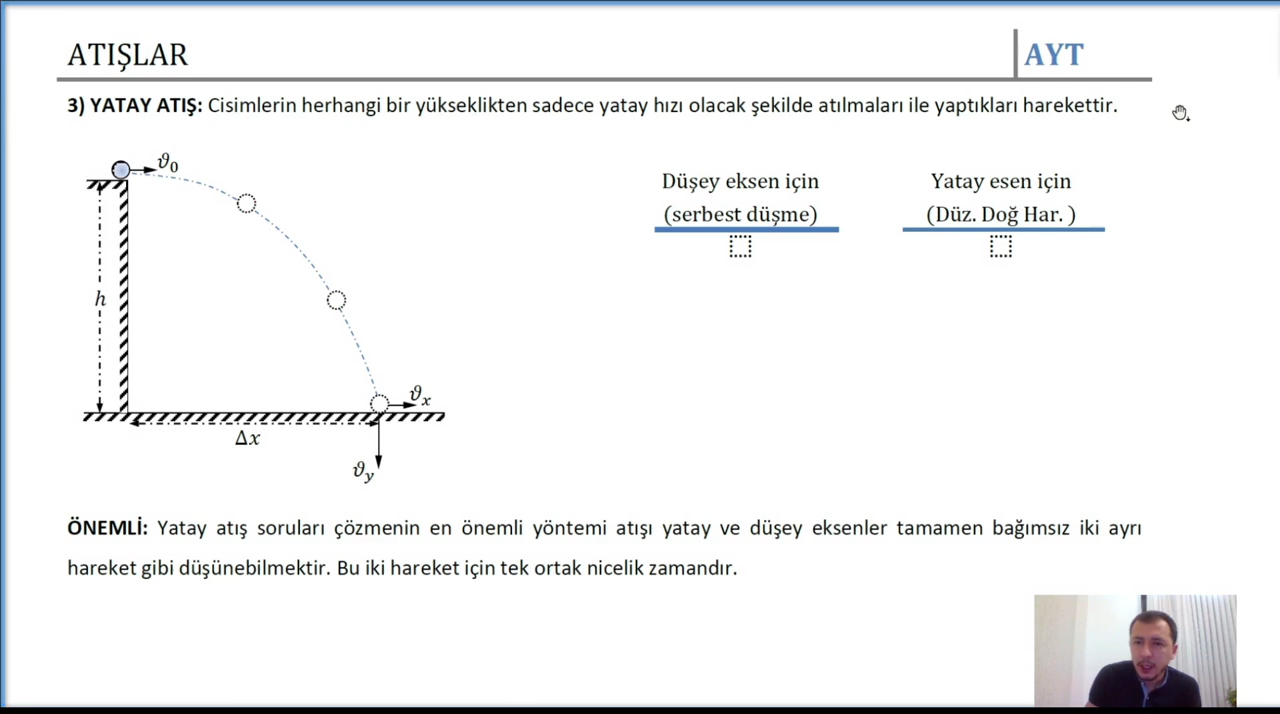 ATIŞLAR
AYT
3) YATAY ATIŞ: Cisimlerin herhangi bir yükseklikten sadece yatay hızı olacak şekilde atılmaları ile yaptıkları harekettir.
ϑ0
Düşey eksen için
(serbest düşme)
Yatay esen için
(Düz. Doğ Har. )
h
ϑx
Δx
ϑy
ÖNEMLİ: Yatay atış soruları çözmenin en önemli yöntemi atışı yatay ve düşey eksenler tamamen bağımsız iki ayrı
hareket gibi düşünebilmektir. Bu iki hareket için tek ortak nicelik zamandır.